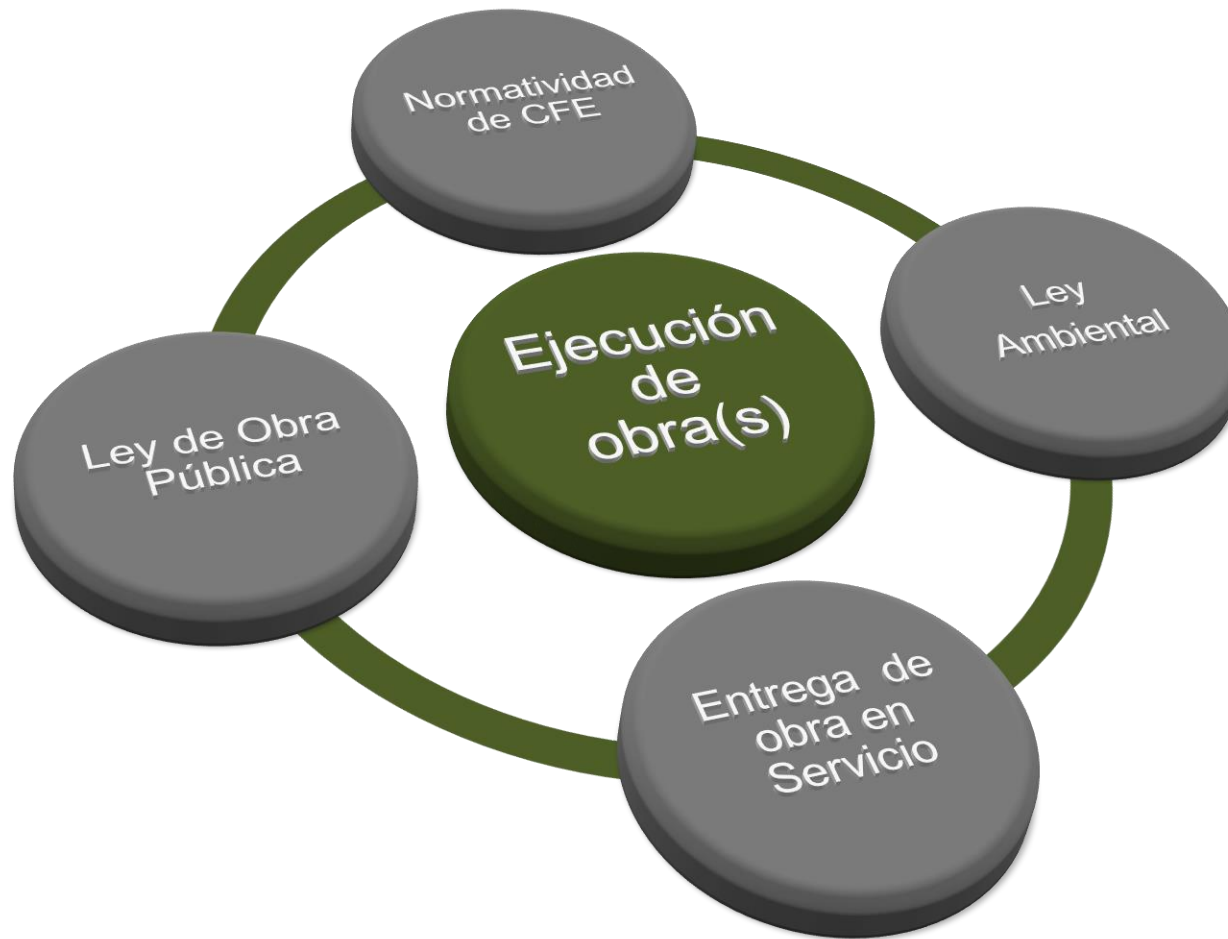 Normatividad
de CFE
Ley
Ambiental
Ejecución
de
obra(s)
Ley de Obra
Pública
Entrega de
obra en
Servicio